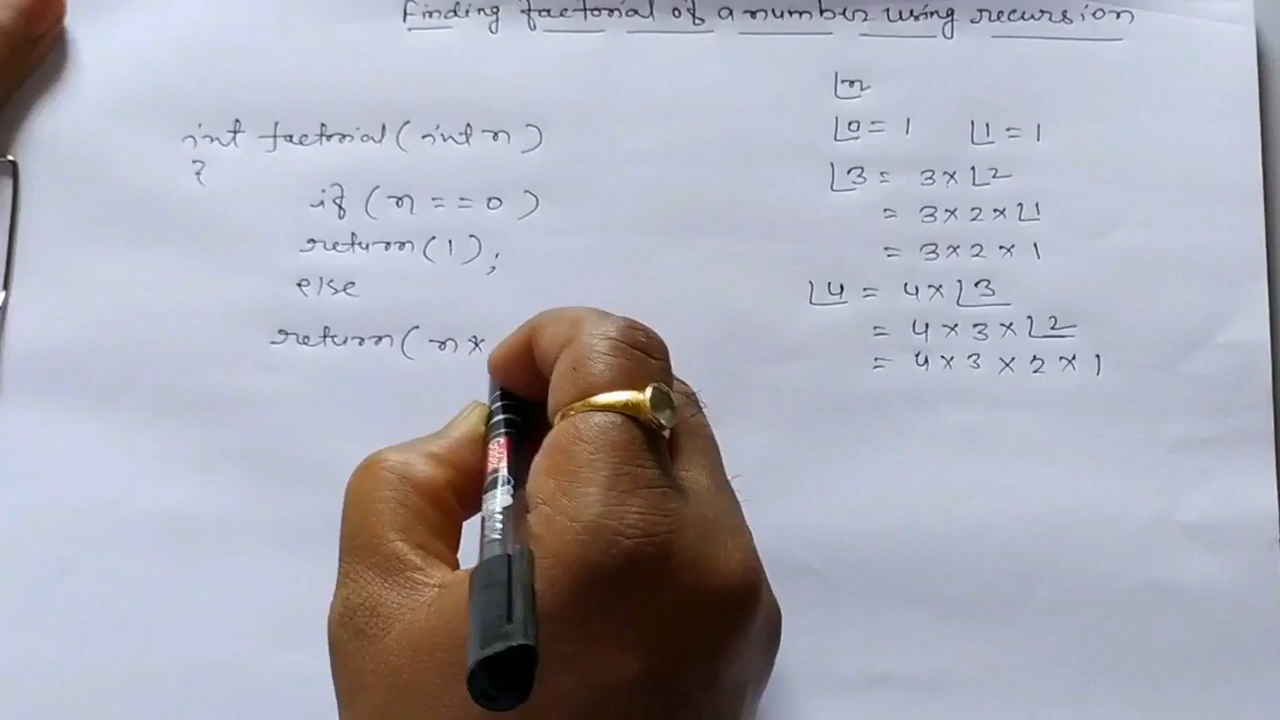 Finding factorial of a number using recursion
int factorial(int n)
{
if (n == 0)
return(1);
else
return(n*
⌊n
⌊0 = 1 ⌊1 = 1
⌊3 = 3 × ⌊2
= 3 × 2 × ⌊1
= 3 × 2 × 1
⌊4 = 4 × ⌊3
= 4 × 3 × ⌊2
= 4 × 3 × 2 × 1